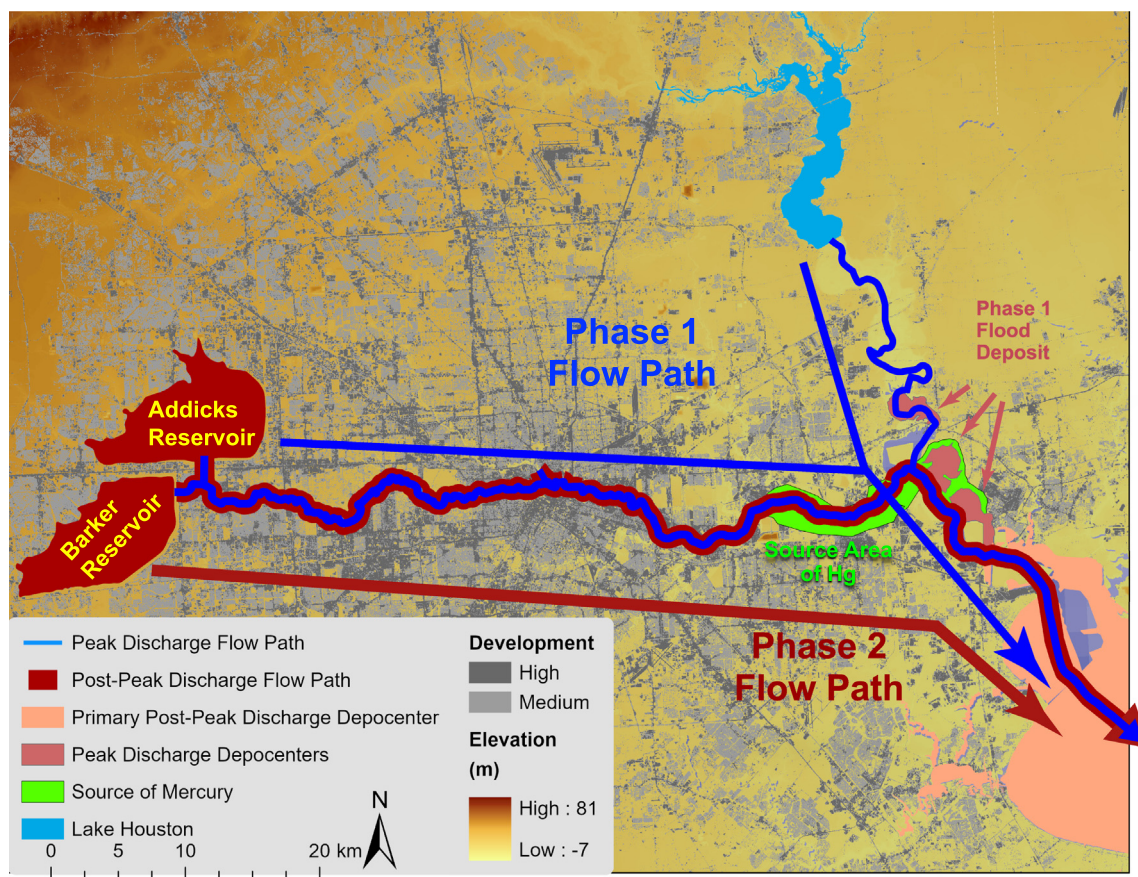 Phase 1
Flow Path
Phase 1
Flood
Deposit
Addicks
Reservoir
Barker
Reservoir
Source Area
of Hg
Phase 2
Flow Path
Peak Discharge Flow Path
Post-Peak Discharge Flow Path
Primary Post-Peak Discharge Depocenter
Peak Discharge Depocenters
Source of Mercury
Lake Houston
0 5 10 20 km
N
Development
High
Medium
Elevation
(m)
High : 81
Low : -7